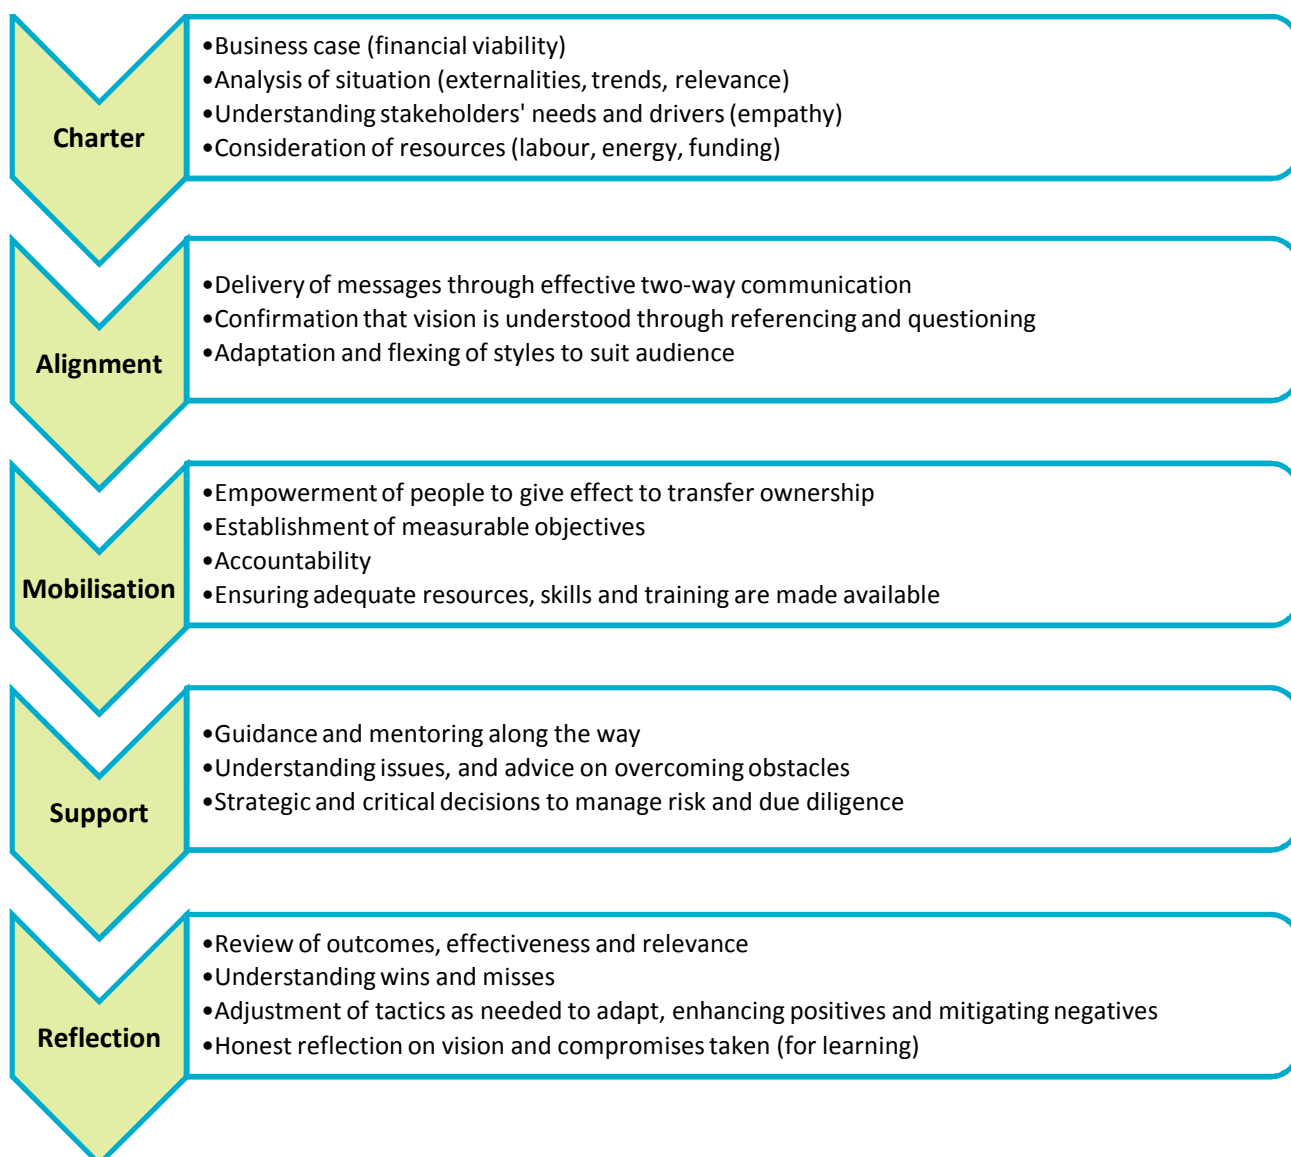 Charter
•Business case (financial viability)
•Analysis of situation (externalities, trends, relevance)
•Understanding stakeholders' needs and drivers (empathy)
•Consideration of resources (labour, energy, funding)
Alignment
•Delivery of messages through effective two-way communication
•Confirmation that vision is understood through referencing and questioning
•Adaptation and flexing of styles to suit audience
Mobilisation
•Empowerment of people to give effect to transfer ownership
•Establishment of measurable objectives
•Accountability
•Ensuring adequate resources, skills and training are made available
Support
•Guidance and mentoring along the way
•Understanding issues, and advice on overcoming obstacles
•Strategic and critical decisions to manage risk and due diligence
Reflection
•Review of outcomes, effectiveness and relevance
•Understanding wins and misses
•Adjustment of tactics as needed to adapt, enhancing positives and mitigating negatives
•Honest reflection on vision and compromises taken (for learning)